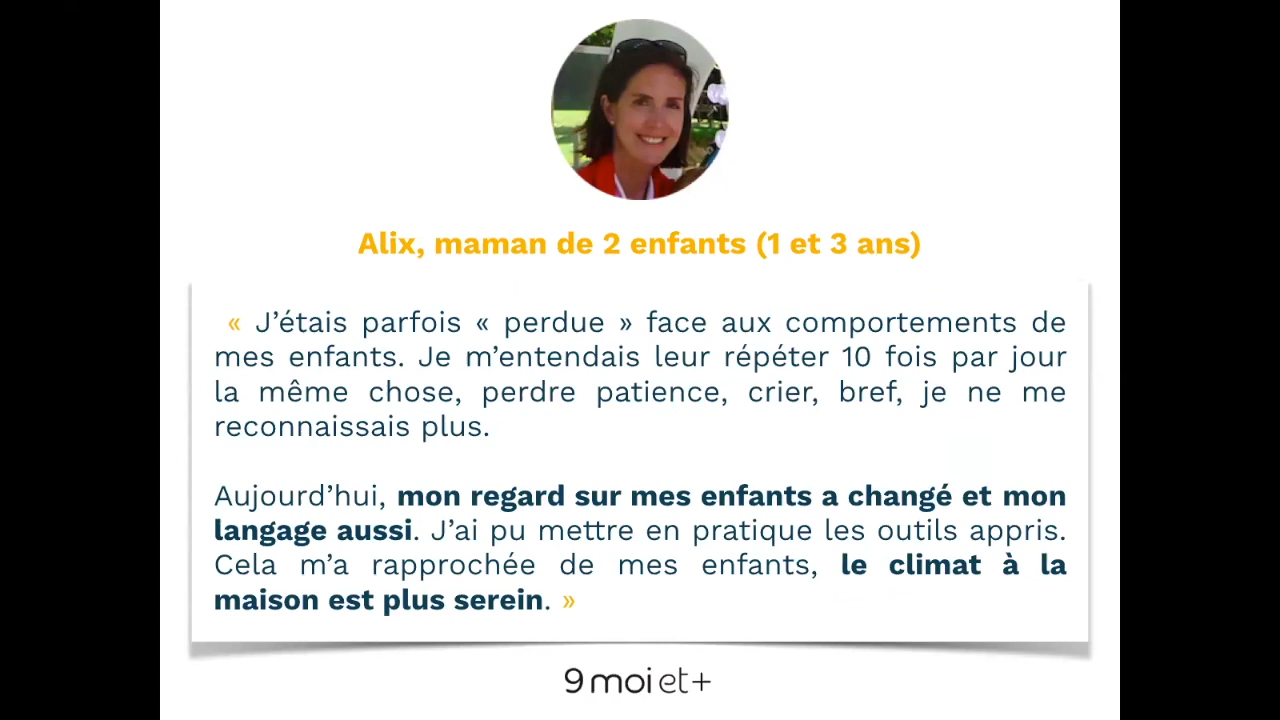 Alix, maman de 2 enfants (1 et 3 ans)
« J’étais parfois « perdue » face aux comportements de
mes enfants. Je m’entendais leur répéter 10 fois par jour
la même chose, perdre patience, crier, bref, je ne me
reconnaissais plus.
Aujourd’hui, mon regard sur mes enfants a changé et mon
langage aussi. J’ai pu mettre en pratique les outils appris.
Cela m’a rapprochée de mes enfants, le climat à la
maison est plus serein. »
9 moi et+